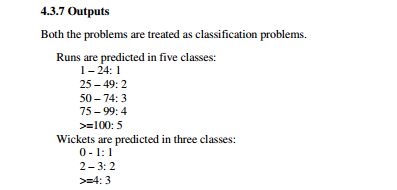 4.3.7 Outputs
Both the problems are treated as classification problems.
Runs are predicted in five classes:
1 – 24: 1
25 – 49: 2
50 – 74: 3
75 – 99: 4
>=100: 5
Wickets are predicted in three classes:
0 - 1: 1
2 – 3: 2
>=4: 3